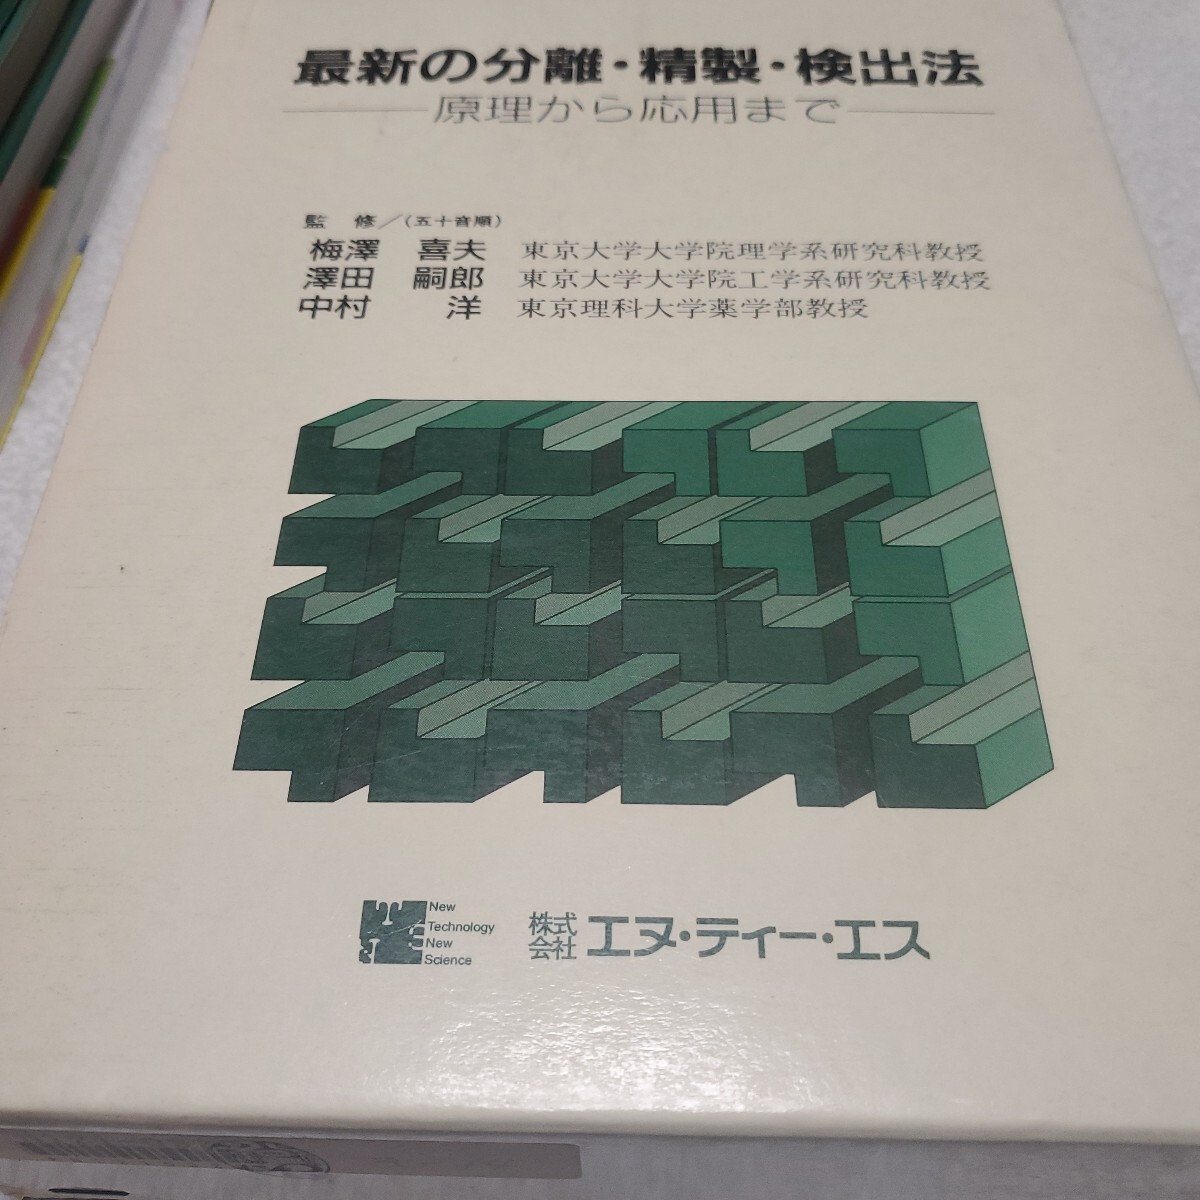 最新の分離・精製・検出法
原理から応用まで
監修／(五十音順)
梅澤 喜夫 東京大学大学院理学系研究科教授
澤田 嗣郎 東京大学大学院工学系研究科教授
中村 洋 東京理科大学薬学部教授
New
Technology
New
Science
株式会社 エヌ・ティー・エス